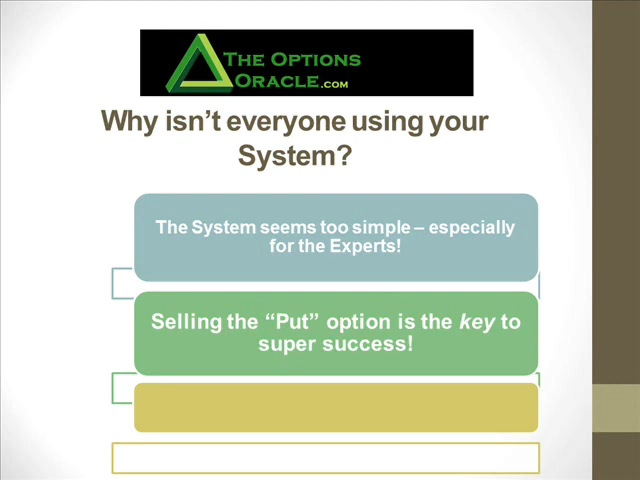 THE OPTIONS
ORACLE.COM
Why isn't everyone using your
System?
The System seems too simple – especially
for the Experts!
Selling the “Put” option is the key to
super success!